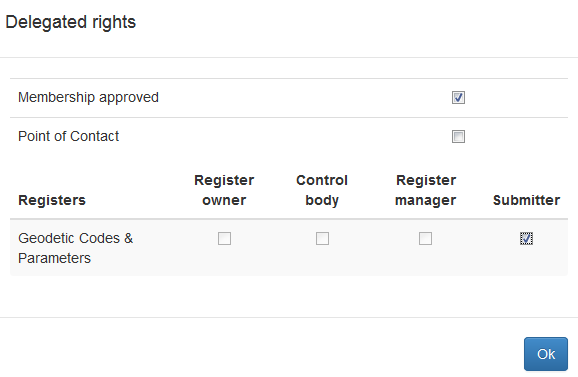 Delegated rights
Membership approved
Point of Contact
Registers
Register owner
Control body
Register manager
Submitter
Geodetic Codes &
Parameters
Ok